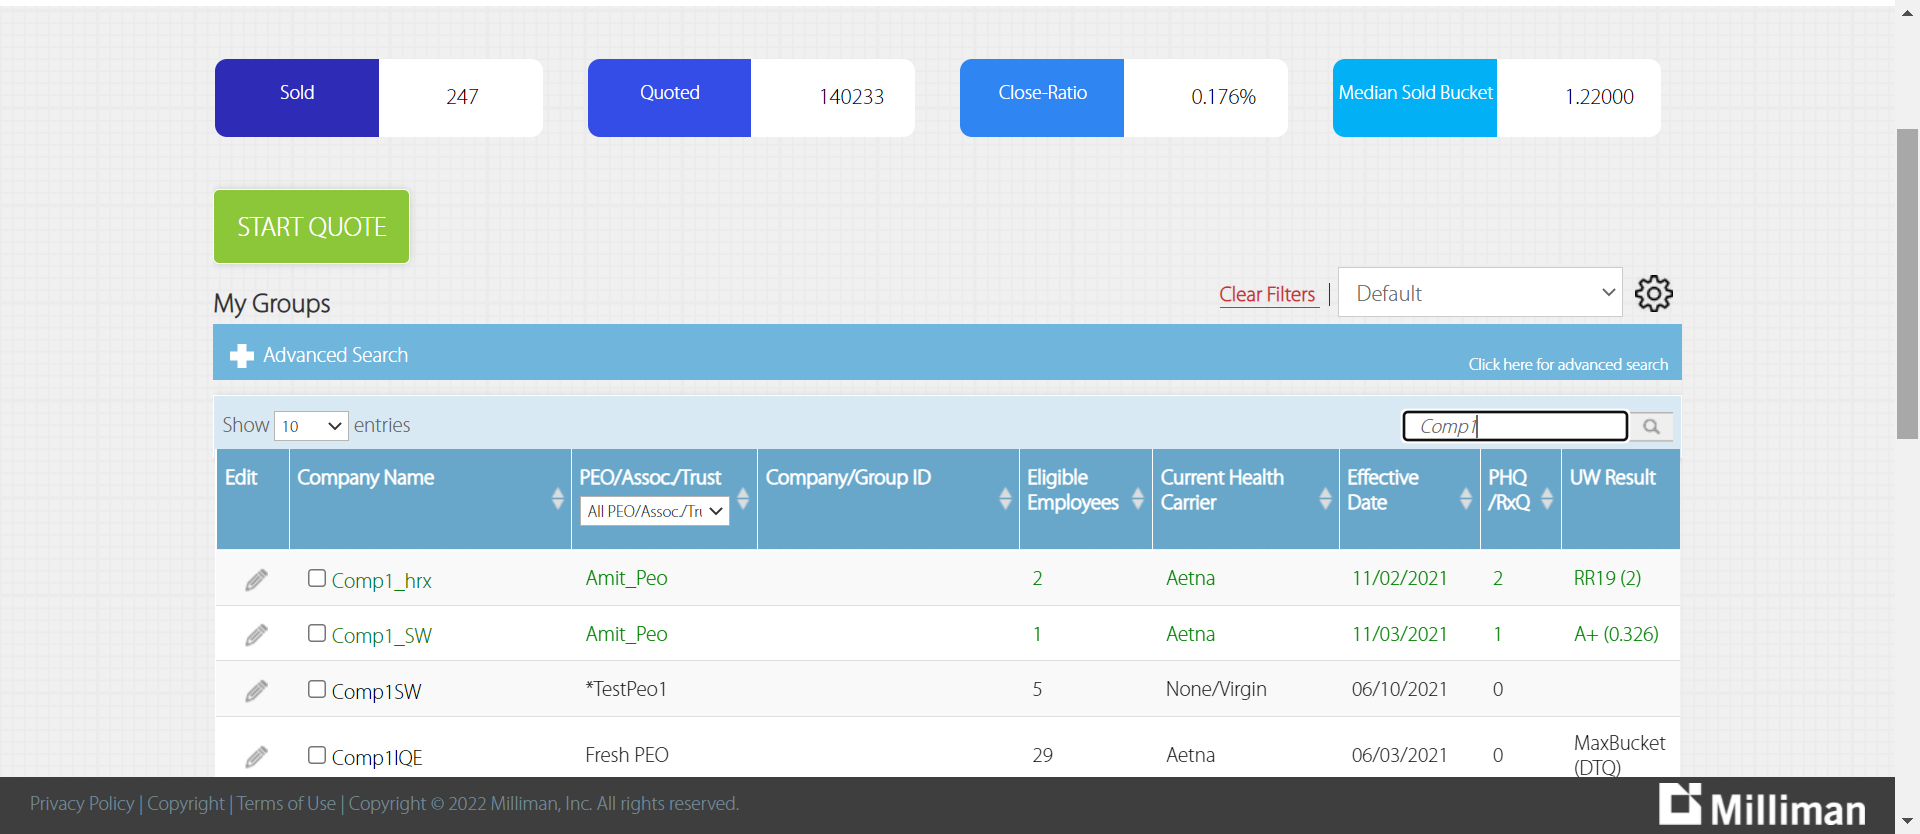 Sold 247 Quoted 140233 Close-Ratio 0.176% Median Sold Bucket 1.22000
START QUOTE
My Groups Clear Filters | Default
Advanced Search Click here for advanced search
Show 10 entries Comp1
Edit Company Name PEO/Assoc./Trust Company/Group ID Eligible Employees Current Health Carrier Effective Date PHQ /RxQ UW Result
All PEO/Assoc./Tru
Comp1_hrx Amit_Peo 2 Aetna 11/02/2021 2 RR19 (2)
Comp1_SW Amit_Peo 1 Aetna 11/03/2021 1 A+ (0.326)
Comp1SW *TestPeo1 5 None/Virgin 06/10/2021 0
Comp1IQE Fresh PEO 29 Aetna 06/03/2021 0 MaxBucket (DTQ)
Privacy Policy | Copyright | Terms of Use | Copyright © 2022 Milliman, Inc. All rights reserved. Milliman